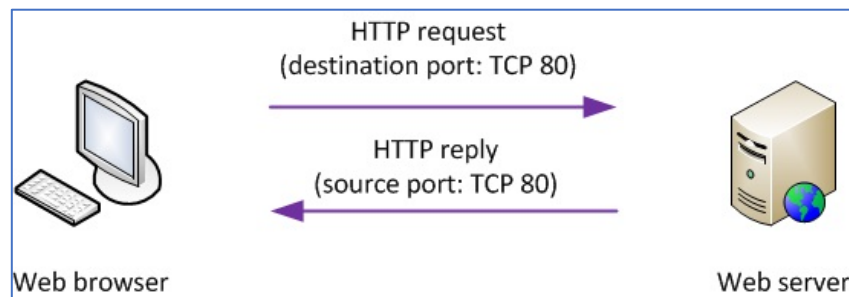 HTTP request
(destination port: TCP 80)
HTTP reply
(source port: TCP 80)
Web browser
Web server